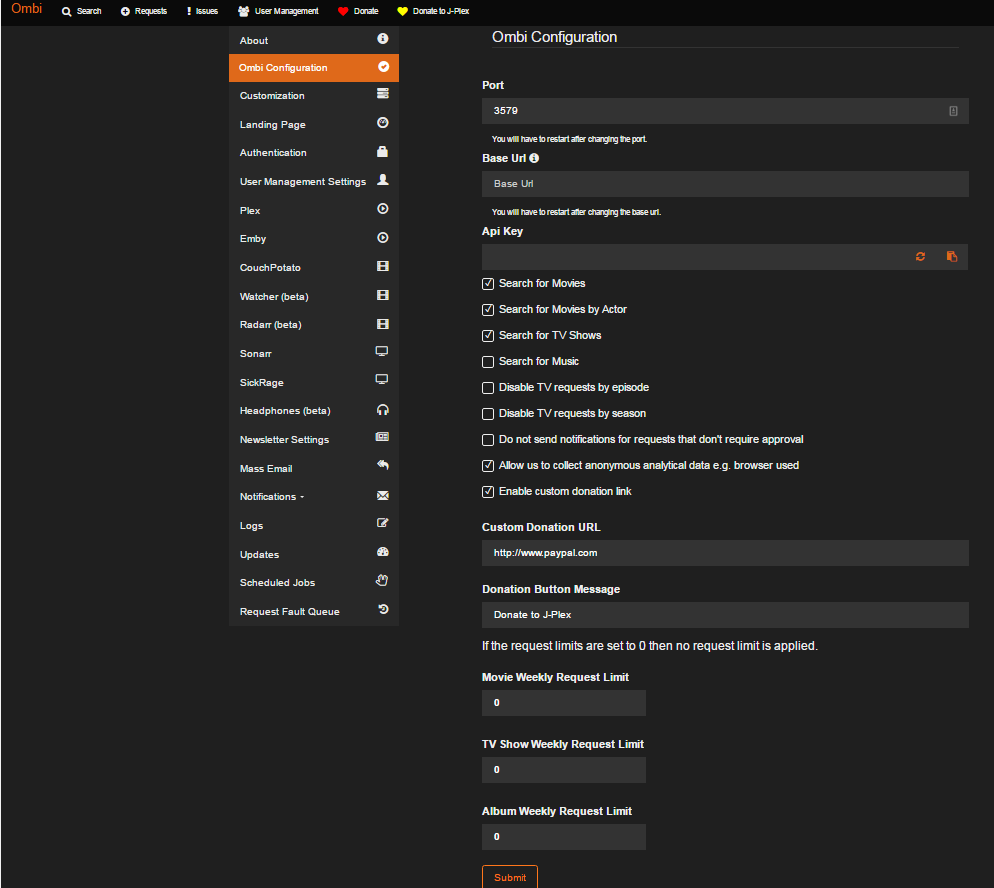 Ombi Search Requests Issues User Management Donate Donate to J-Plex
About
Ombi Configuration
Customization
Landing Page
Authentication
User Management Settings
Plex
Emby
CouchPotato
Watcher (beta)
Radarr (beta)
Sonarr
SickRage
Headphones (beta)
Newsletter Settings
Mass Email
Notifications
Logs
Updates
Scheduled Jobs
Request Fault Queue
Ombi Configuration
Port
3579
You will have to restart after changing the port.
Base Url
Base Url
You will have to restart after changing the base url.
Api Key
Search for Movies
Search for Movies by Actor
Search for TV Shows
Search for Music
Disable TV requests by episode
Disable TV requests by season
Do not send notifications for requests that don't require approval
Allow us to collect anonymous analytical data e.g. browser used
Enable custom donation link
Custom Donation URL
http://www.paypal.com
Donation Button Message
Donate to J-Plex
If the request limits are set to 0 then no request limit is applied.
Movie Weekly Request Limit
0
TV Show Weekly Request Limit
0
Album Weekly Request Limit
0
Submit